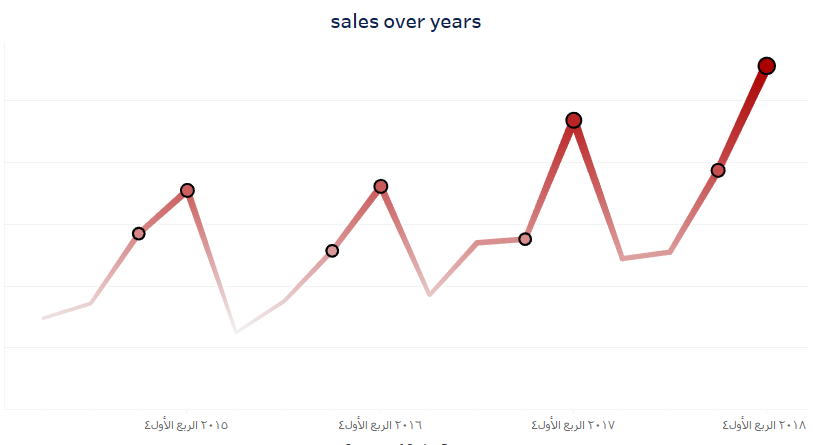 sales over years
٢٠١٥ الربع الأول٤
٢٠١٦ الربع الأول٤
٢٠١٧ الربع الأول٤
٢٠١٨ الربع الأول٤